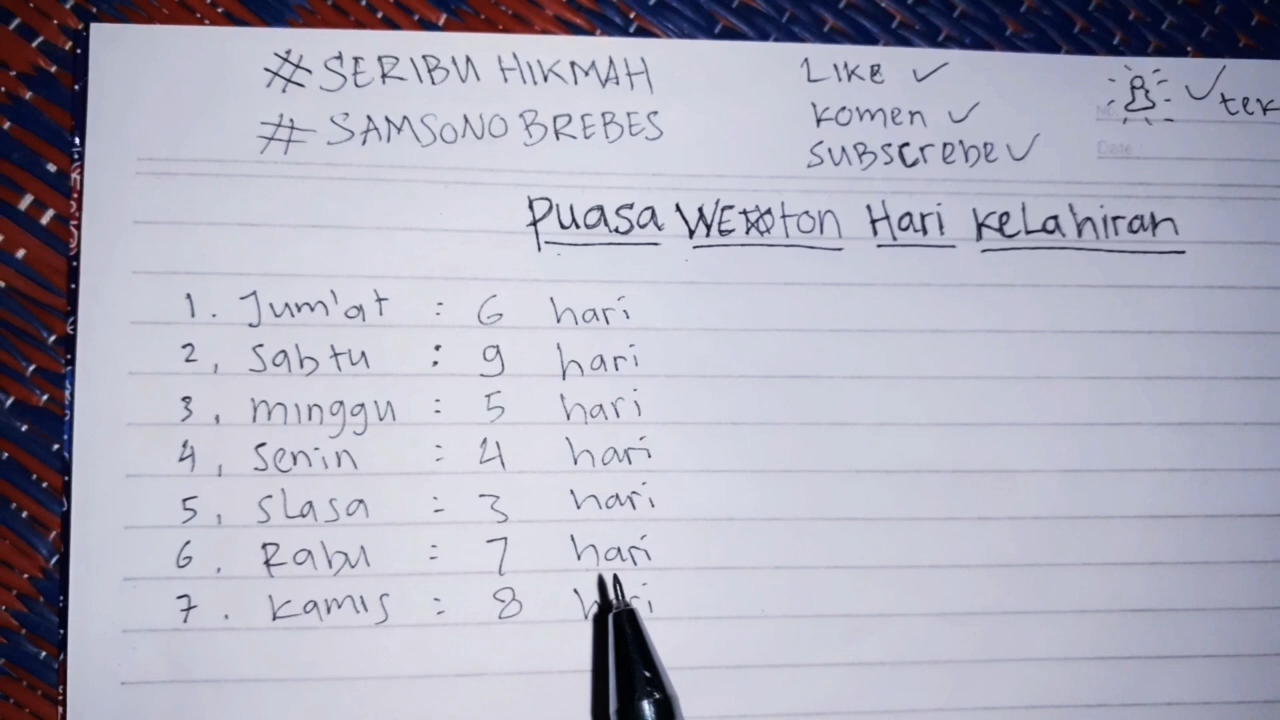 #SERIBU HIKMAH
#SAMSONO BREBES
LIKE ✓
komen ✓
subscrebe ✓
✓ tek
Date :
Puasa Weton Hari Kelahiran
1. Jum'at : 6 hari
2, Sabtu : 9 hari
3, minggu : 5 hari
4, Senin : 4 hari
5, Slasa : 3 hari
6. Rabu : 7 hari
7. Kamis : 8 hari